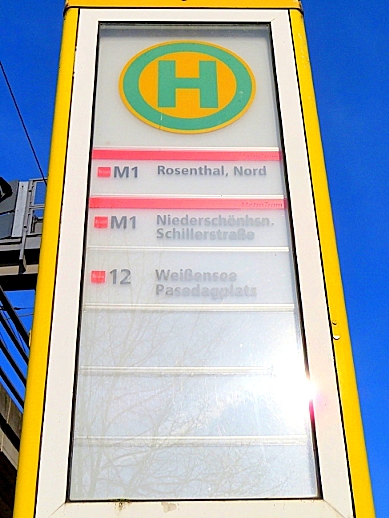 H
M1 Rosenthal, Nord
M1 Niederschönhsn.
Schillerstraße
12 Weißensee
Pasedagplatz